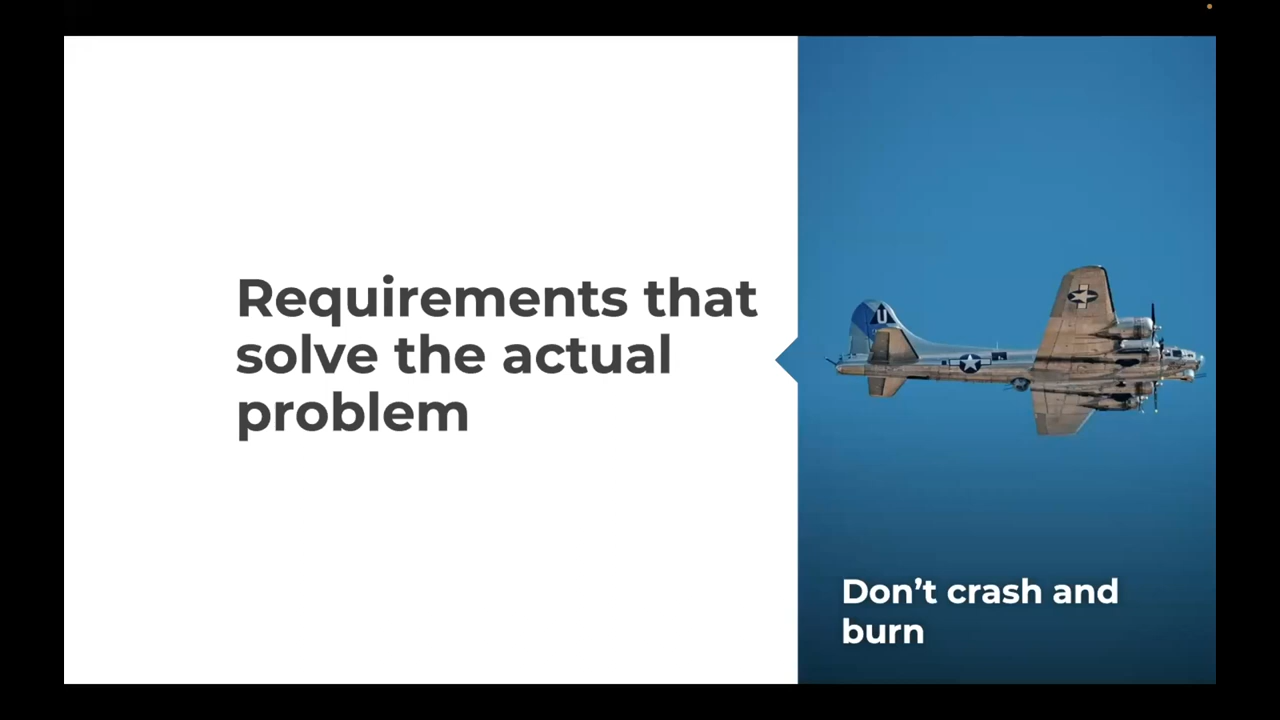 Requirements that
solve the actual
problem
U
Don’t crash and
burn